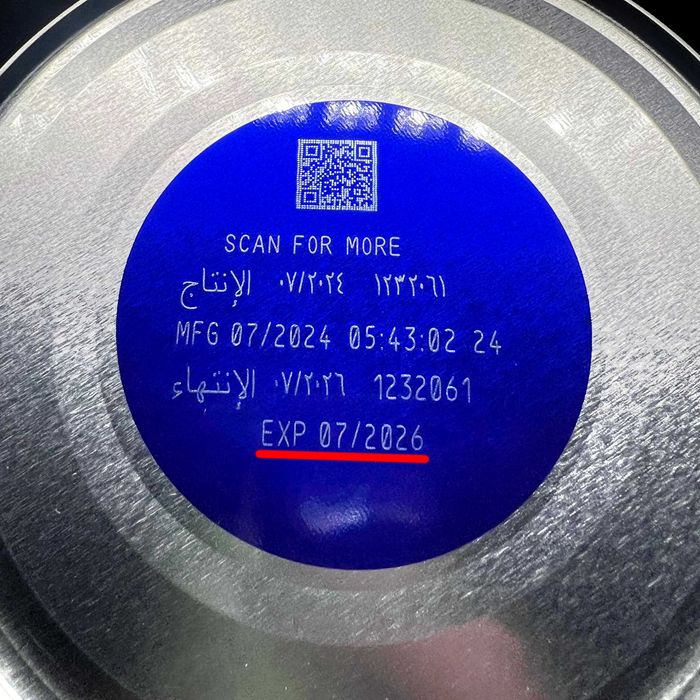 SCAN FOR MORE
الإنتاج ٠٧/٢٠٢٤ ١٢٣٢٠٦١
MFG 07/2024 05:43:02 24
الإنتهاء ٠٧/٢٠٢٦ 1232061
EXP 07/2026